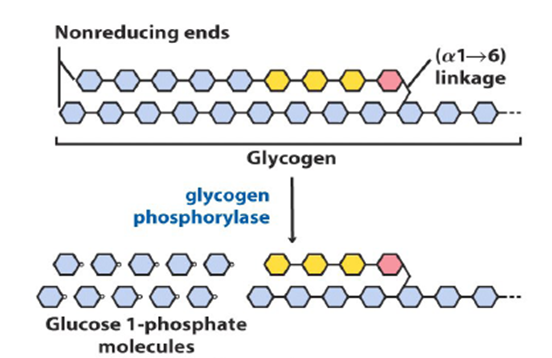 Nonreducing ends
(α1→6)
linkage
Glycogen
glycogen
phosphorylase
Glucose 1-phosphate
molecules